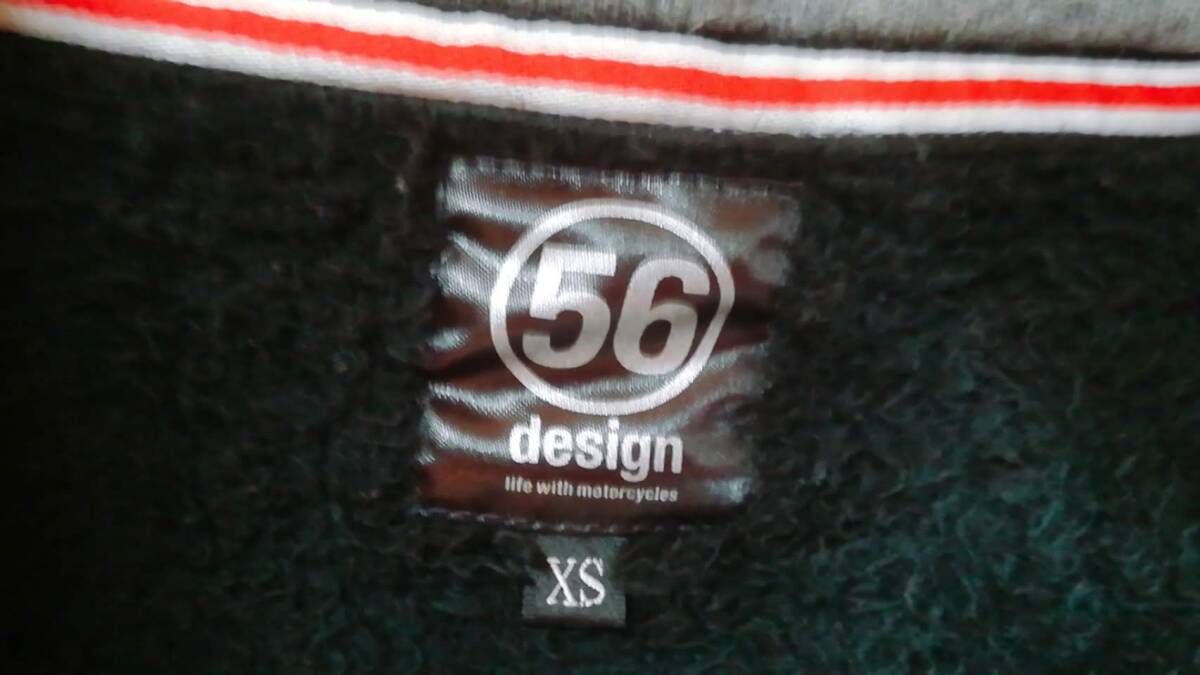 56
design
life with motorcycles
XS